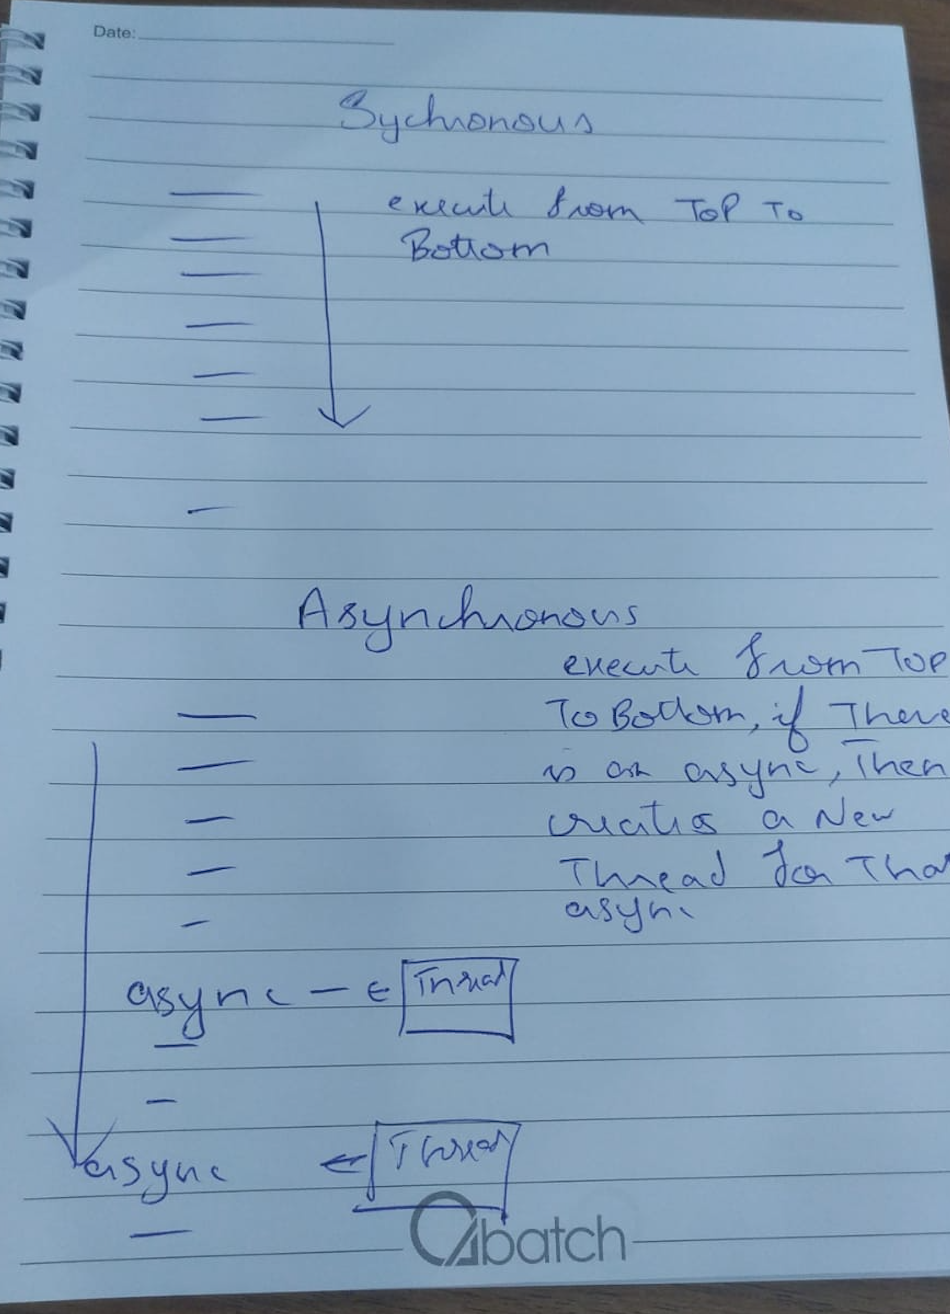 Date:
Sychronous
execute from Top To
Bottom
Asynchronous
execute from Top
To Bottom, if There
is an async, Then
creates a New
Thread for That
async
async - Thread
async Thread
Qbatch